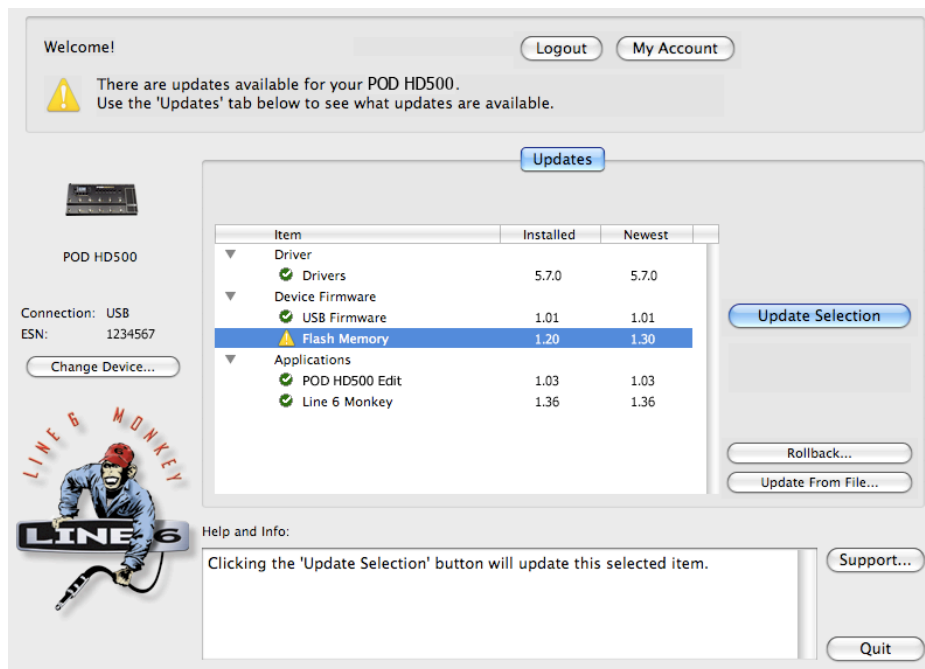 Welcome!
Logout
My Account
There are updates available for your POD HD500.
Use the 'Updates' tab below to see what updates are available.
Updates
POD HD500
Connection: USB
ESN: 1234567
Change Device...
LINE 6 MONKEY
LINE 6
Item Installed Newest
Driver
Drivers 5.7.0 5.7.0
Device Firmware
USB Firmware 1.01 1.01
Flash Memory 1.20 1.30
Applications
POD HD500 Edit 1.03 1.03
Line 6 Monkey 1.36 1.36
Update Selection
Rollback...
Update From File...
Help and Info:
Clicking the 'Update Selection' button will update this selected item.
Support...
Quit